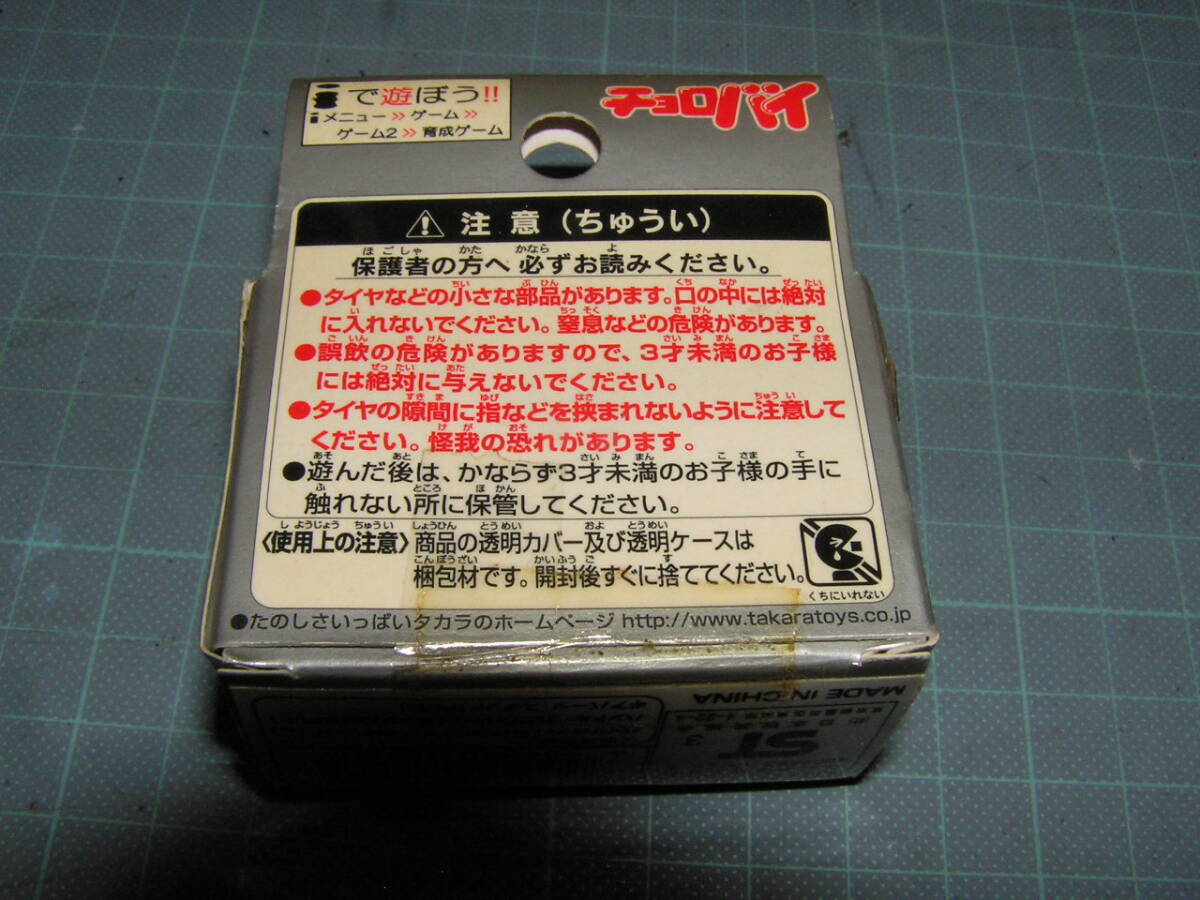 で遊ぼう!!
メニュー≫ゲーム≫
ゲーム2≫育成ゲーム
チョロバイ
注意（ちゅうい）
保護者の方へ 必ずお読みください。
●タイヤなどの小さな部品があります。口の中には絶対
に入れないでください。窒息などの危険があります。
●誤飲の危険がありますので、3才未満のお子様
には絶対に与えないでください。
●タイヤの隙間に指などを挟まれないように注意して
ください。怪我の恐れがあります。
●遊んだ後は、かならず3才未満のお子様の手に
触れない所に保管してください。
〈使用上の注意〉商品の透明カバー及び透明ケースは
梱包材です。開封後すぐに捨ててください。
くちにいれない
●たのしさいっぱいタカラのホームページ http://www.takaratoys.co.jp
MADE IN CHINA
ST 3